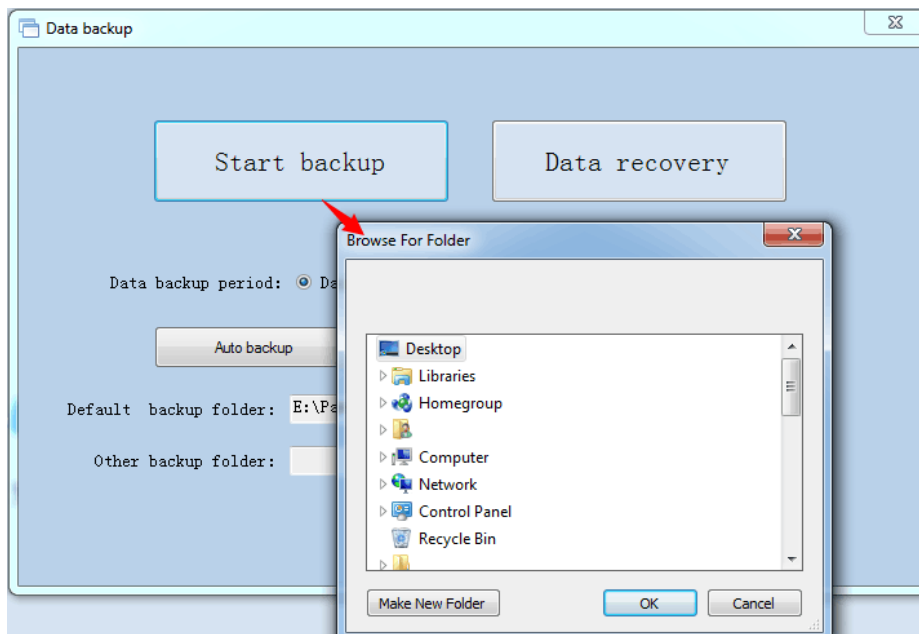 Data backup
Start backup
Data recovery
Browse For Folder
Data backup period:
Desktop
Auto backup
Libraries
Default backup folder: E:\Pa
Homegroup
Other backup folder:
Computer
Network
Control Panel
Recycle Bin
Make New Folder
OK
Cancel